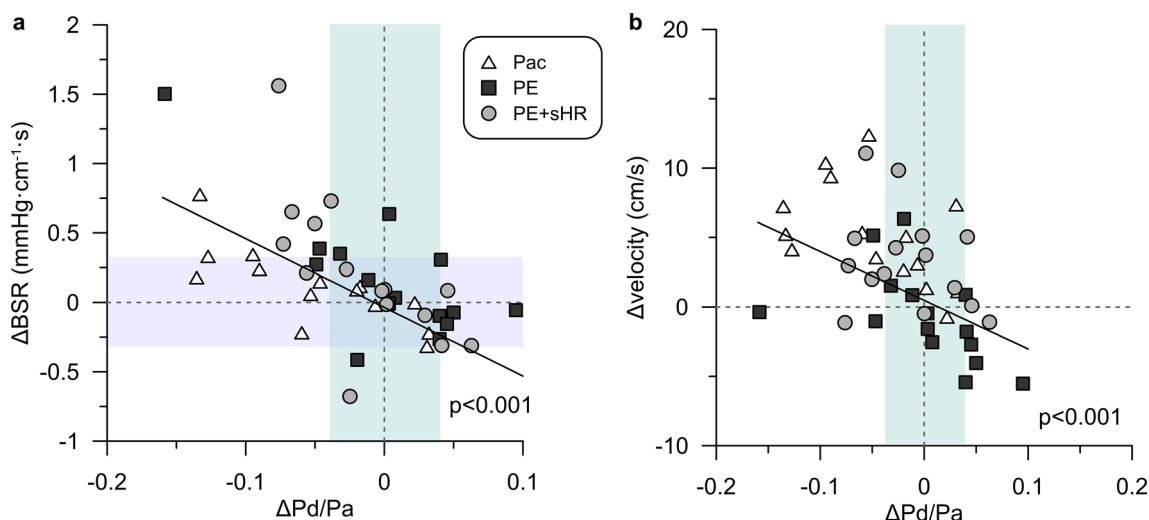 a
2
1.5
1
0.5
0
-0.5
-1
ΔBSR (mmHg·cm⁻¹·s)
Pac
PE
PE+sHR
p<0.001
-0.2
-0.1
0
0.1
ΔPd/Pa
b
20
10
0
-10
Δvelocity (cm/s)
p<0.001
-0.2
-0.1
0
0.1
0.2
ΔPd/Pa